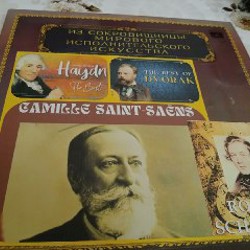 ИЗ СОКРОВИЩНИЦЫ
МИРОВОГО
ИСПОЛНИТЕЛЬСКОГО
ИСКУССТВА
Haydn
The Best
THE BEST OF
DVORAK
CAMILLE SAINT-SAËNS